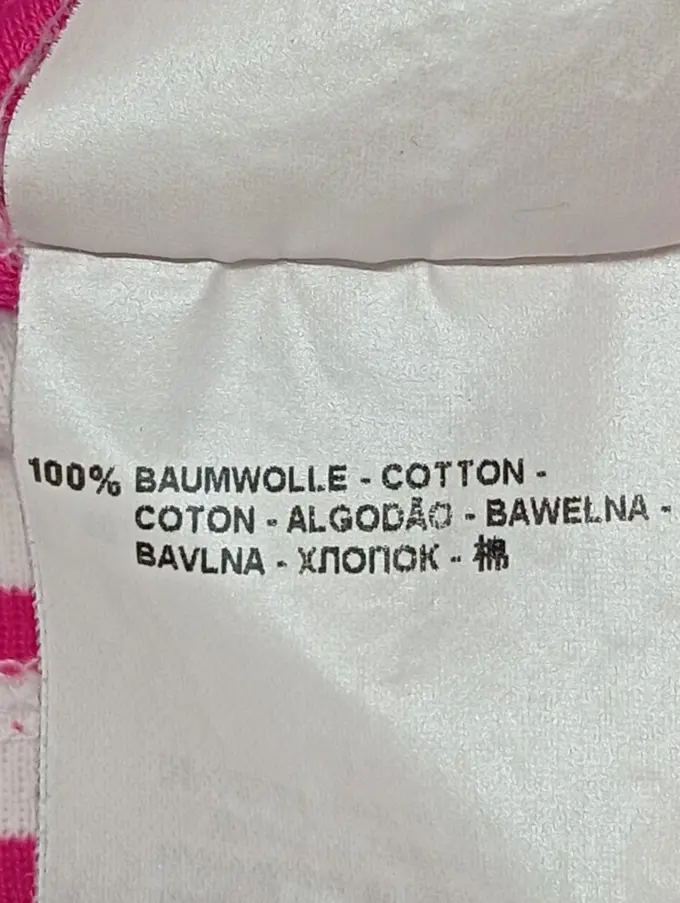 100% BAUMWOLLE - COTTON -
COTON - ALGODÃO - BAWEŁNA -
BAVLNA - ХЛОПОК - 棉